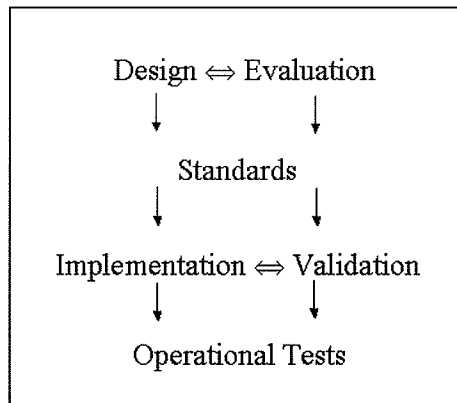 Design ⇔ Evaluation
Standards
Implementation ⇔ Validation
Operational Tests